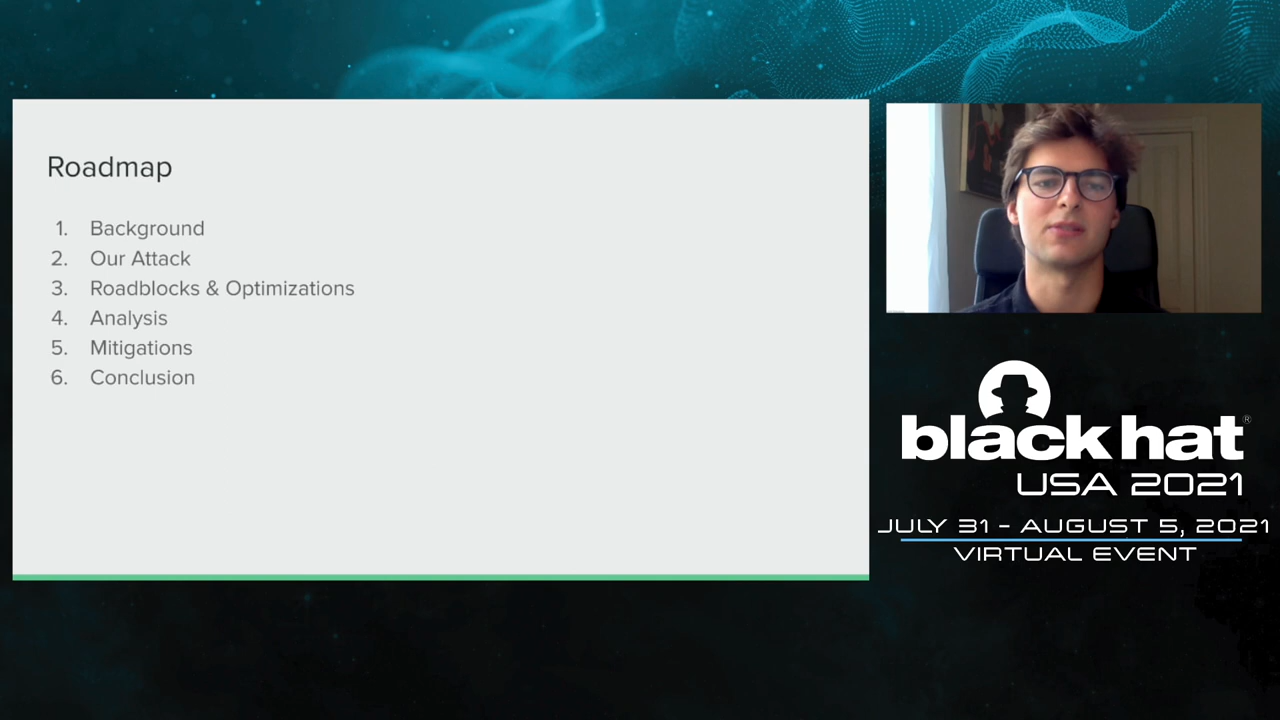 Roadmap
1. Background
2. Our Attack
3. Roadblocks & Optimizations
4. Analysis
5. Mitigations
6. Conclusion
black hat®
USA 2021
JULY 31 - AUGUST 5, 2021
VIRTUAL EVENT